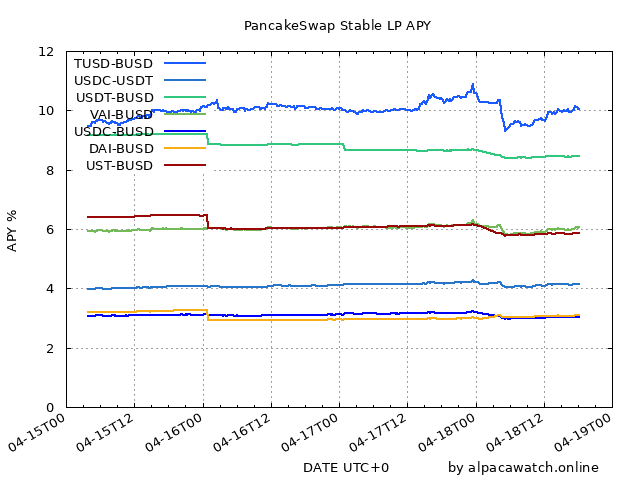 PancakeSwap Stable LP APY
12
10
8
6
4
2
0
APY %
TUSD-BUSD
USDC-USDT
USDT-BUSD
VAI-BUSD
USDC-BUSD
DAI-BUSD
UST-BUSD
04-15T00
04-15T12
04-16T00
04-16T12
04-17T00
04-17T12
04-18T00
04-18T12
04-19T00
DATE UTC+0
by alpacawatch.online